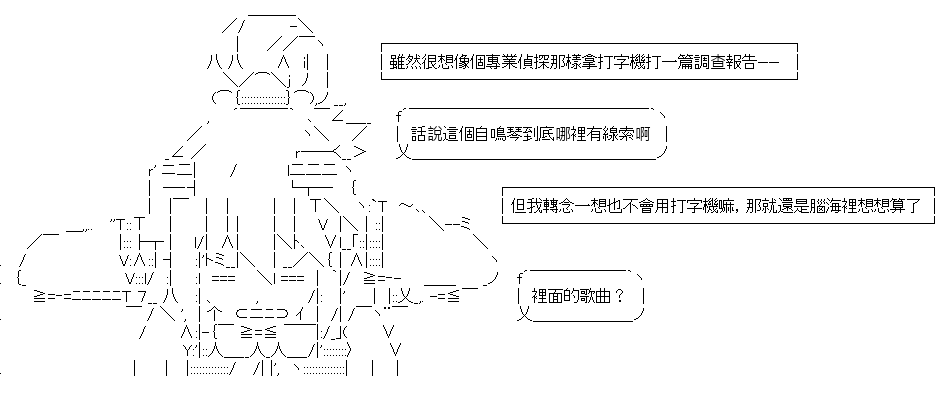 雖然很想像個專業偵探那樣拿打字機打一篇調查報告——
話說這個自鳴琴到底哪裡有線索啊
但我轉念一想也不會用打字機嘛，那就還是腦海裡想想算了
裡面的歌曲？